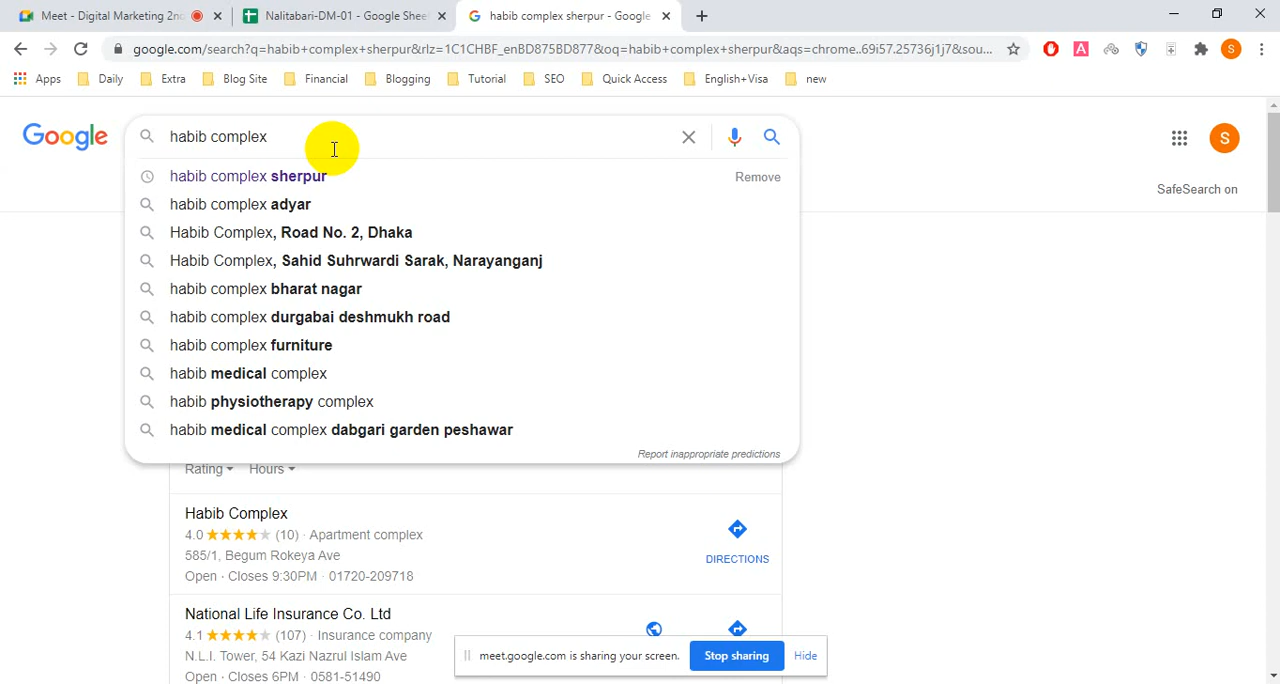 Meet - Digital Marketing 2nd
Nalitabari-DM-01 - Google Shee
habib complex sherpur - Google
google.com/search?q=habib+complex+sherpur&rlz=1C1CHBF_enBD875BD877&oq=habib+complex+sherpur&aqs=chrome..69i57.25736j1j7&sou...
Apps
Daily
Extra
Blog Site
Financial
Blogging
Tutorial
SEO
Quick Access
English+Visa
new
Google
habib complex
S
SafeSearch on
habib complex sherpur
Remove
habib complex adyar
Habib Complex, Road No. 2, Dhaka
Habib Complex, Sahid Suhrwardi Sarak, Narayanganj
habib complex bharat nagar
habib complex durgabai deshmukh road
habib complex furniture
habib medical complex
habib physiotherapy complex
habib medical complex dabgari garden peshawar
Report inappropriate predictions
Rating
Hours
Habib Complex
4.0 (10) · Apartment complex
585/1, Begum Rokeya Ave
Open · Closes 9:30PM · 01720-209718
DIRECTIONS
National Life Insurance Co. Ltd
4.1 (107) · Insurance company
N.L.I. Tower, 54 Kazi Nazrul Islam Ave
Open · Closes 6PM · 0581-51490
meet.google.com is sharing your screen.
Stop sharing
Hide